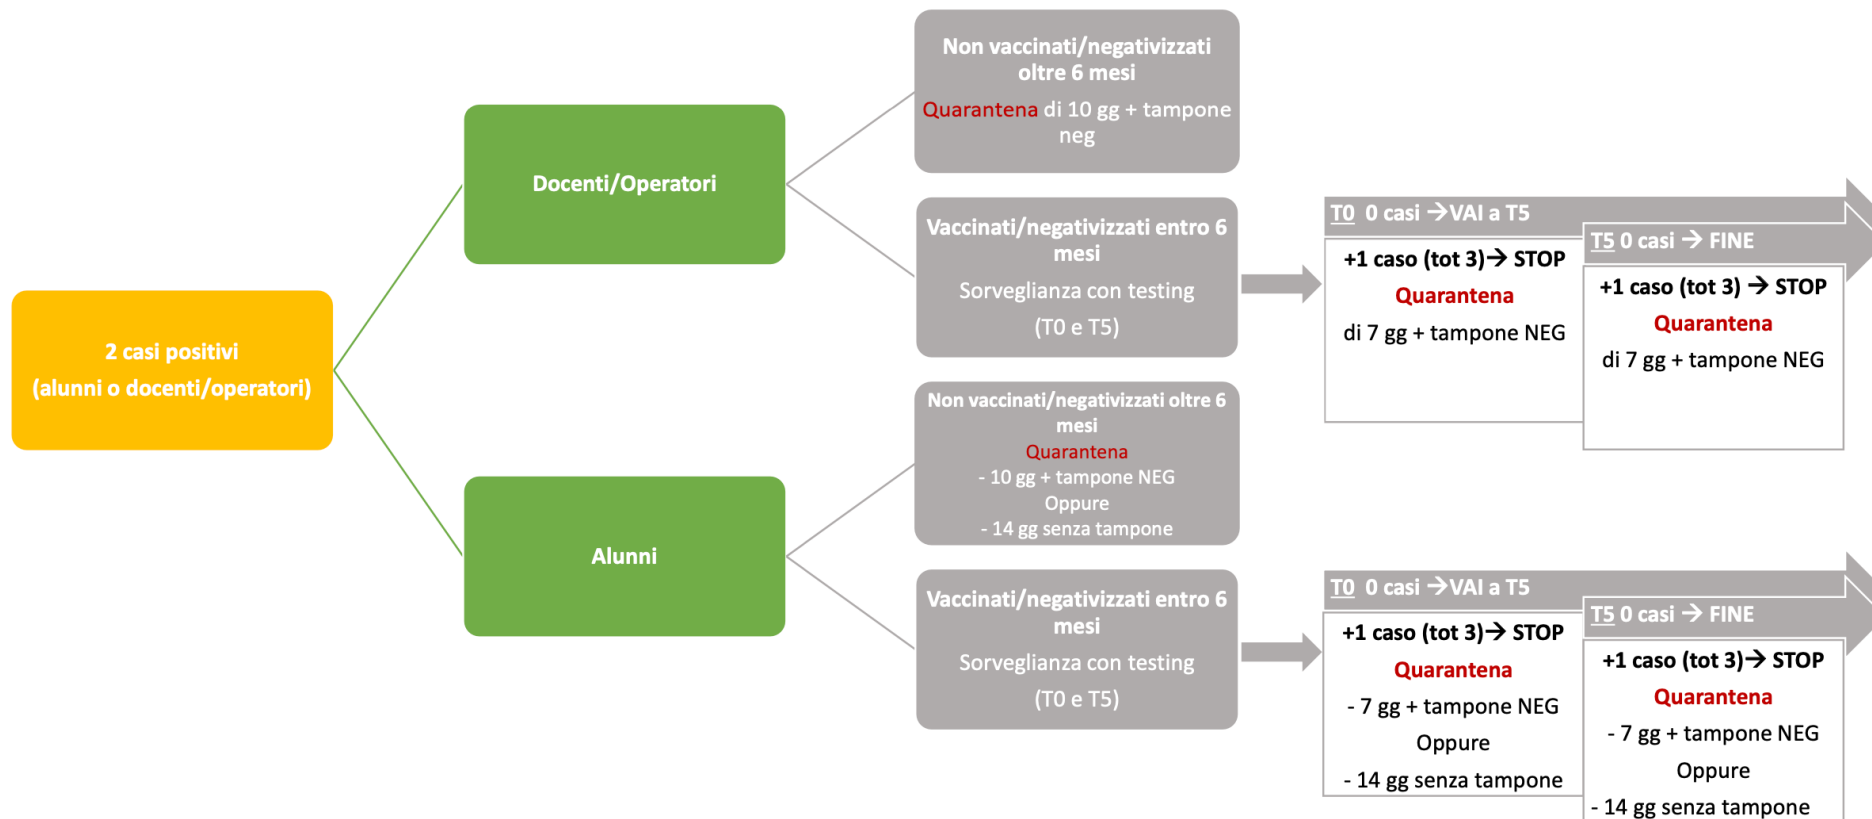 2 casi positivi
(alunni o docenti/operatori)
Docenti/Operatori
Non vaccinati/negativizzati
oltre 6 mesi
Quarantena di 10 gg + tampone
neg
Vaccinati/negativizzati entro 6
mesi
Sorveglianza con testing
(T0 e T5)
T0 0 casi →VAI a T5
+1 caso (tot 3)→ STOP
Quarantena
di 7 gg + tampone NEG
T5 0 casi → FINE
+1 caso (tot 3) → STOP
Quarantena
di 7 gg + tampone NEG
Alunni
Non vaccinati/negativizzati oltre 6
mesi
Quarantena
- 10 gg + tampone NEG
Oppure
- 14 gg senza tampone
Vaccinati/negativizzati entro 6
mesi
Sorveglianza con testing
(T0 e T5)
T0 0 casi →VAI a T5
+1 caso (tot 3)→ STOP
Quarantena
- 7 gg + tampone NEG
Oppure
- 14 gg senza tampone
T5 0 casi → FINE
+1 caso (tot 3)→ STOP
Quarantena
- 7 gg + tampone NEG
Oppure
- 14 gg senza tampone